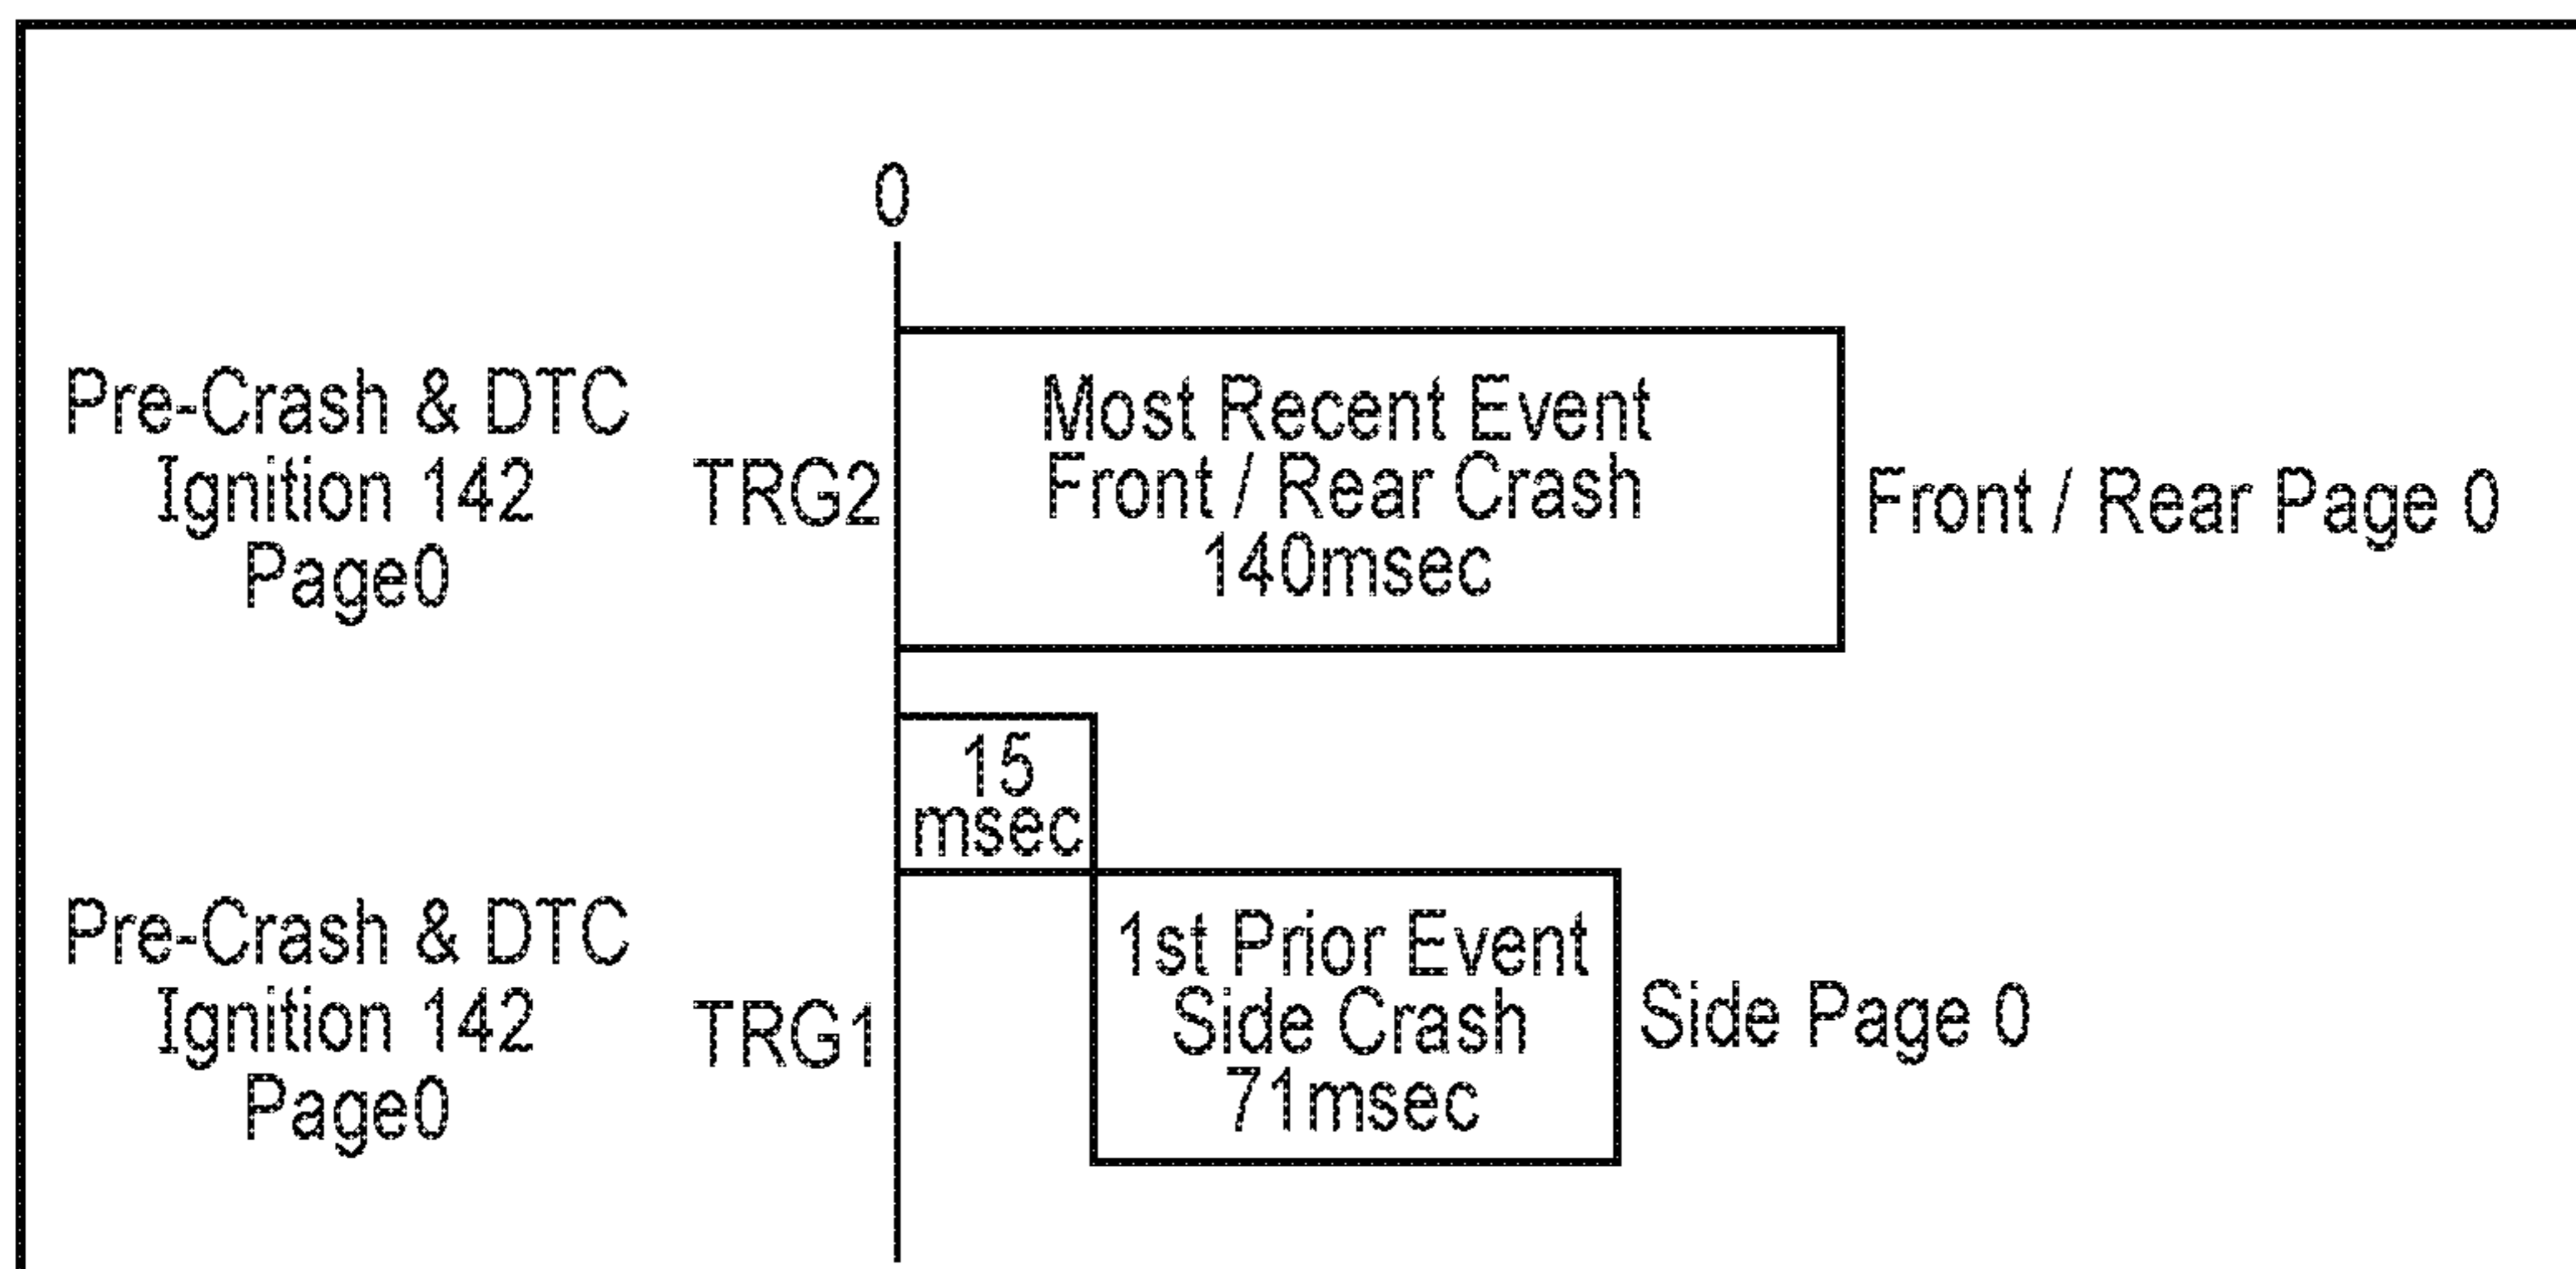 0
Pre-Crash & DTC
Ignition 142
Page0
TRG2
Most Recent Event
Front / Rear Crash
140msec
Front / Rear Page 0
15
msec
Pre-Crash & DTC
Ignition 142
Page0
TRG1
1st Prior Event
Side Crash
71msec
Side Page 0